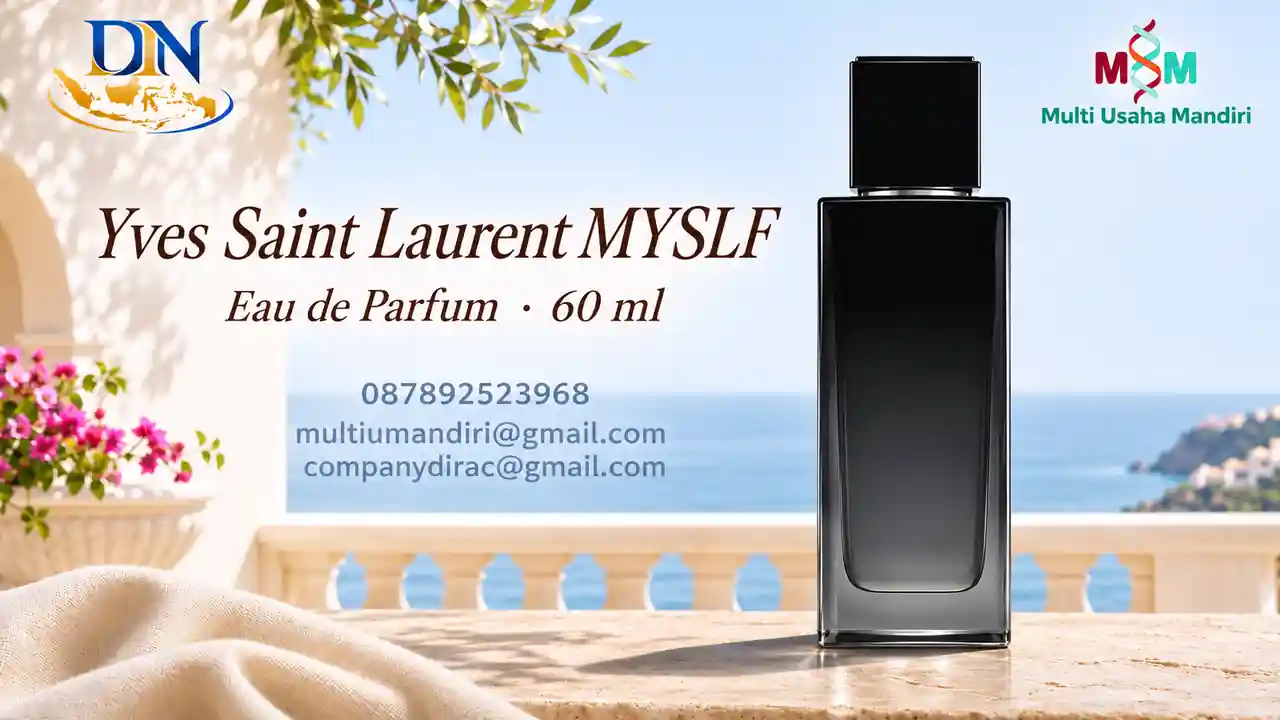 DN
MSM
Multi Usaha Mandiri
Yves Saint Laurent MYSLF
Eau de Parfum · 60 ml
087892523968
multiumandiri@gmail.com
companydirac@gmail.com